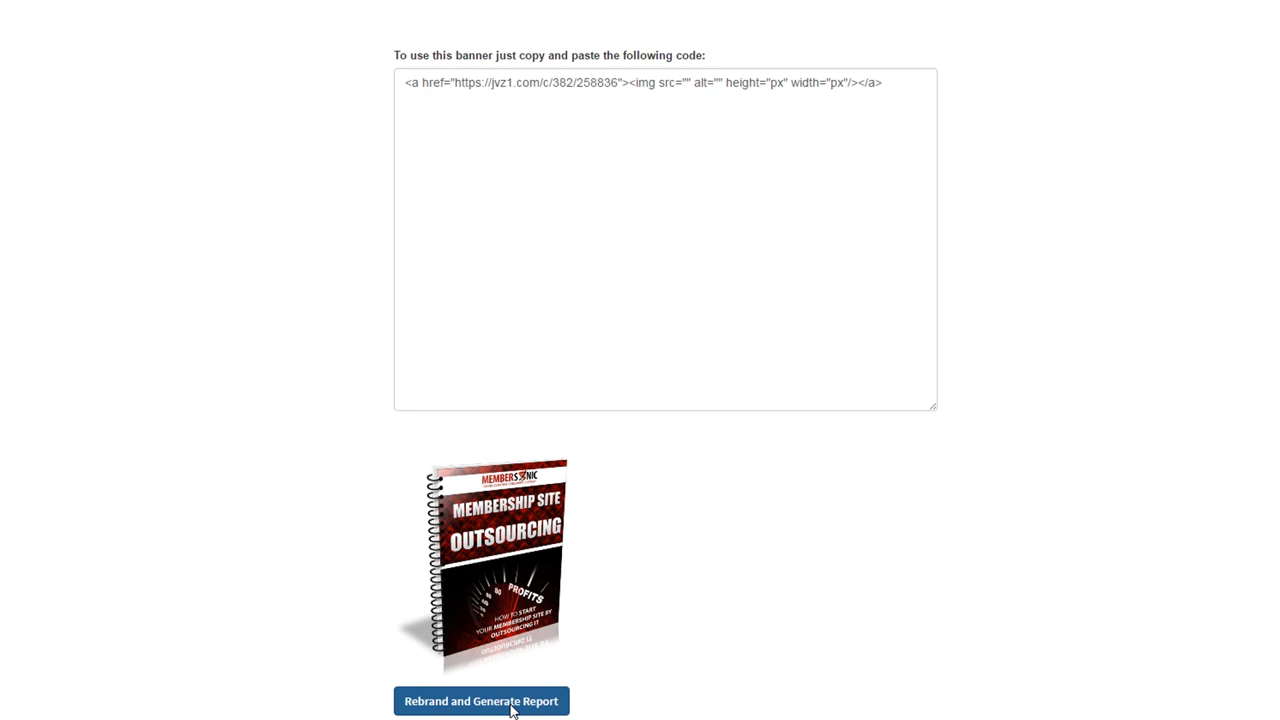 To use this banner just copy and paste the following code:
<a href="https://jvz1.com/c/382/258836"><img src="" alt="" height="px" width="px"/></a>
MEMBERSONIC
MEMBERSHIP SITE
OUTSOURCING
PROFITS
HOW TO START
YOUR MEMBERSHIP SITE BY
OUTSOURCING IT
Rebrand and Generate Report